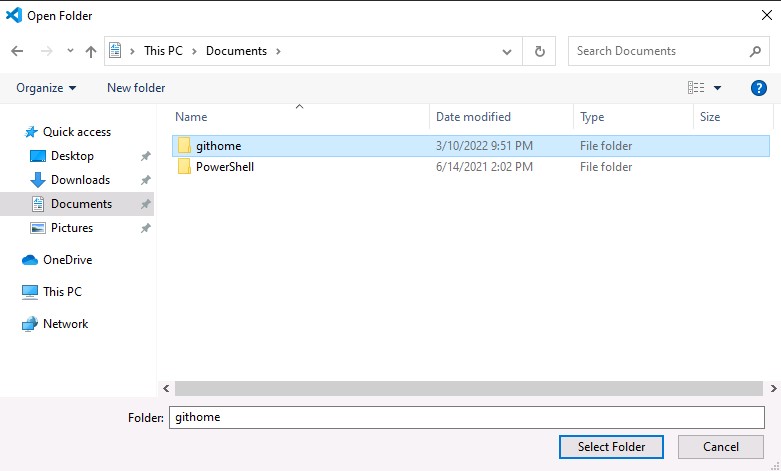 Open Folder
This PC Documents
Search Documents
Organize New folder
?
Name Date modified Type Size
Quick access
Desktop
Downloads
Documents
Pictures
OneDrive
This PC
Network
githome 3/10/2022 9:51 PM File folder
PowerShell 6/14/2021 2:02 PM File folder
Folder: githome
Select Folder Cancel